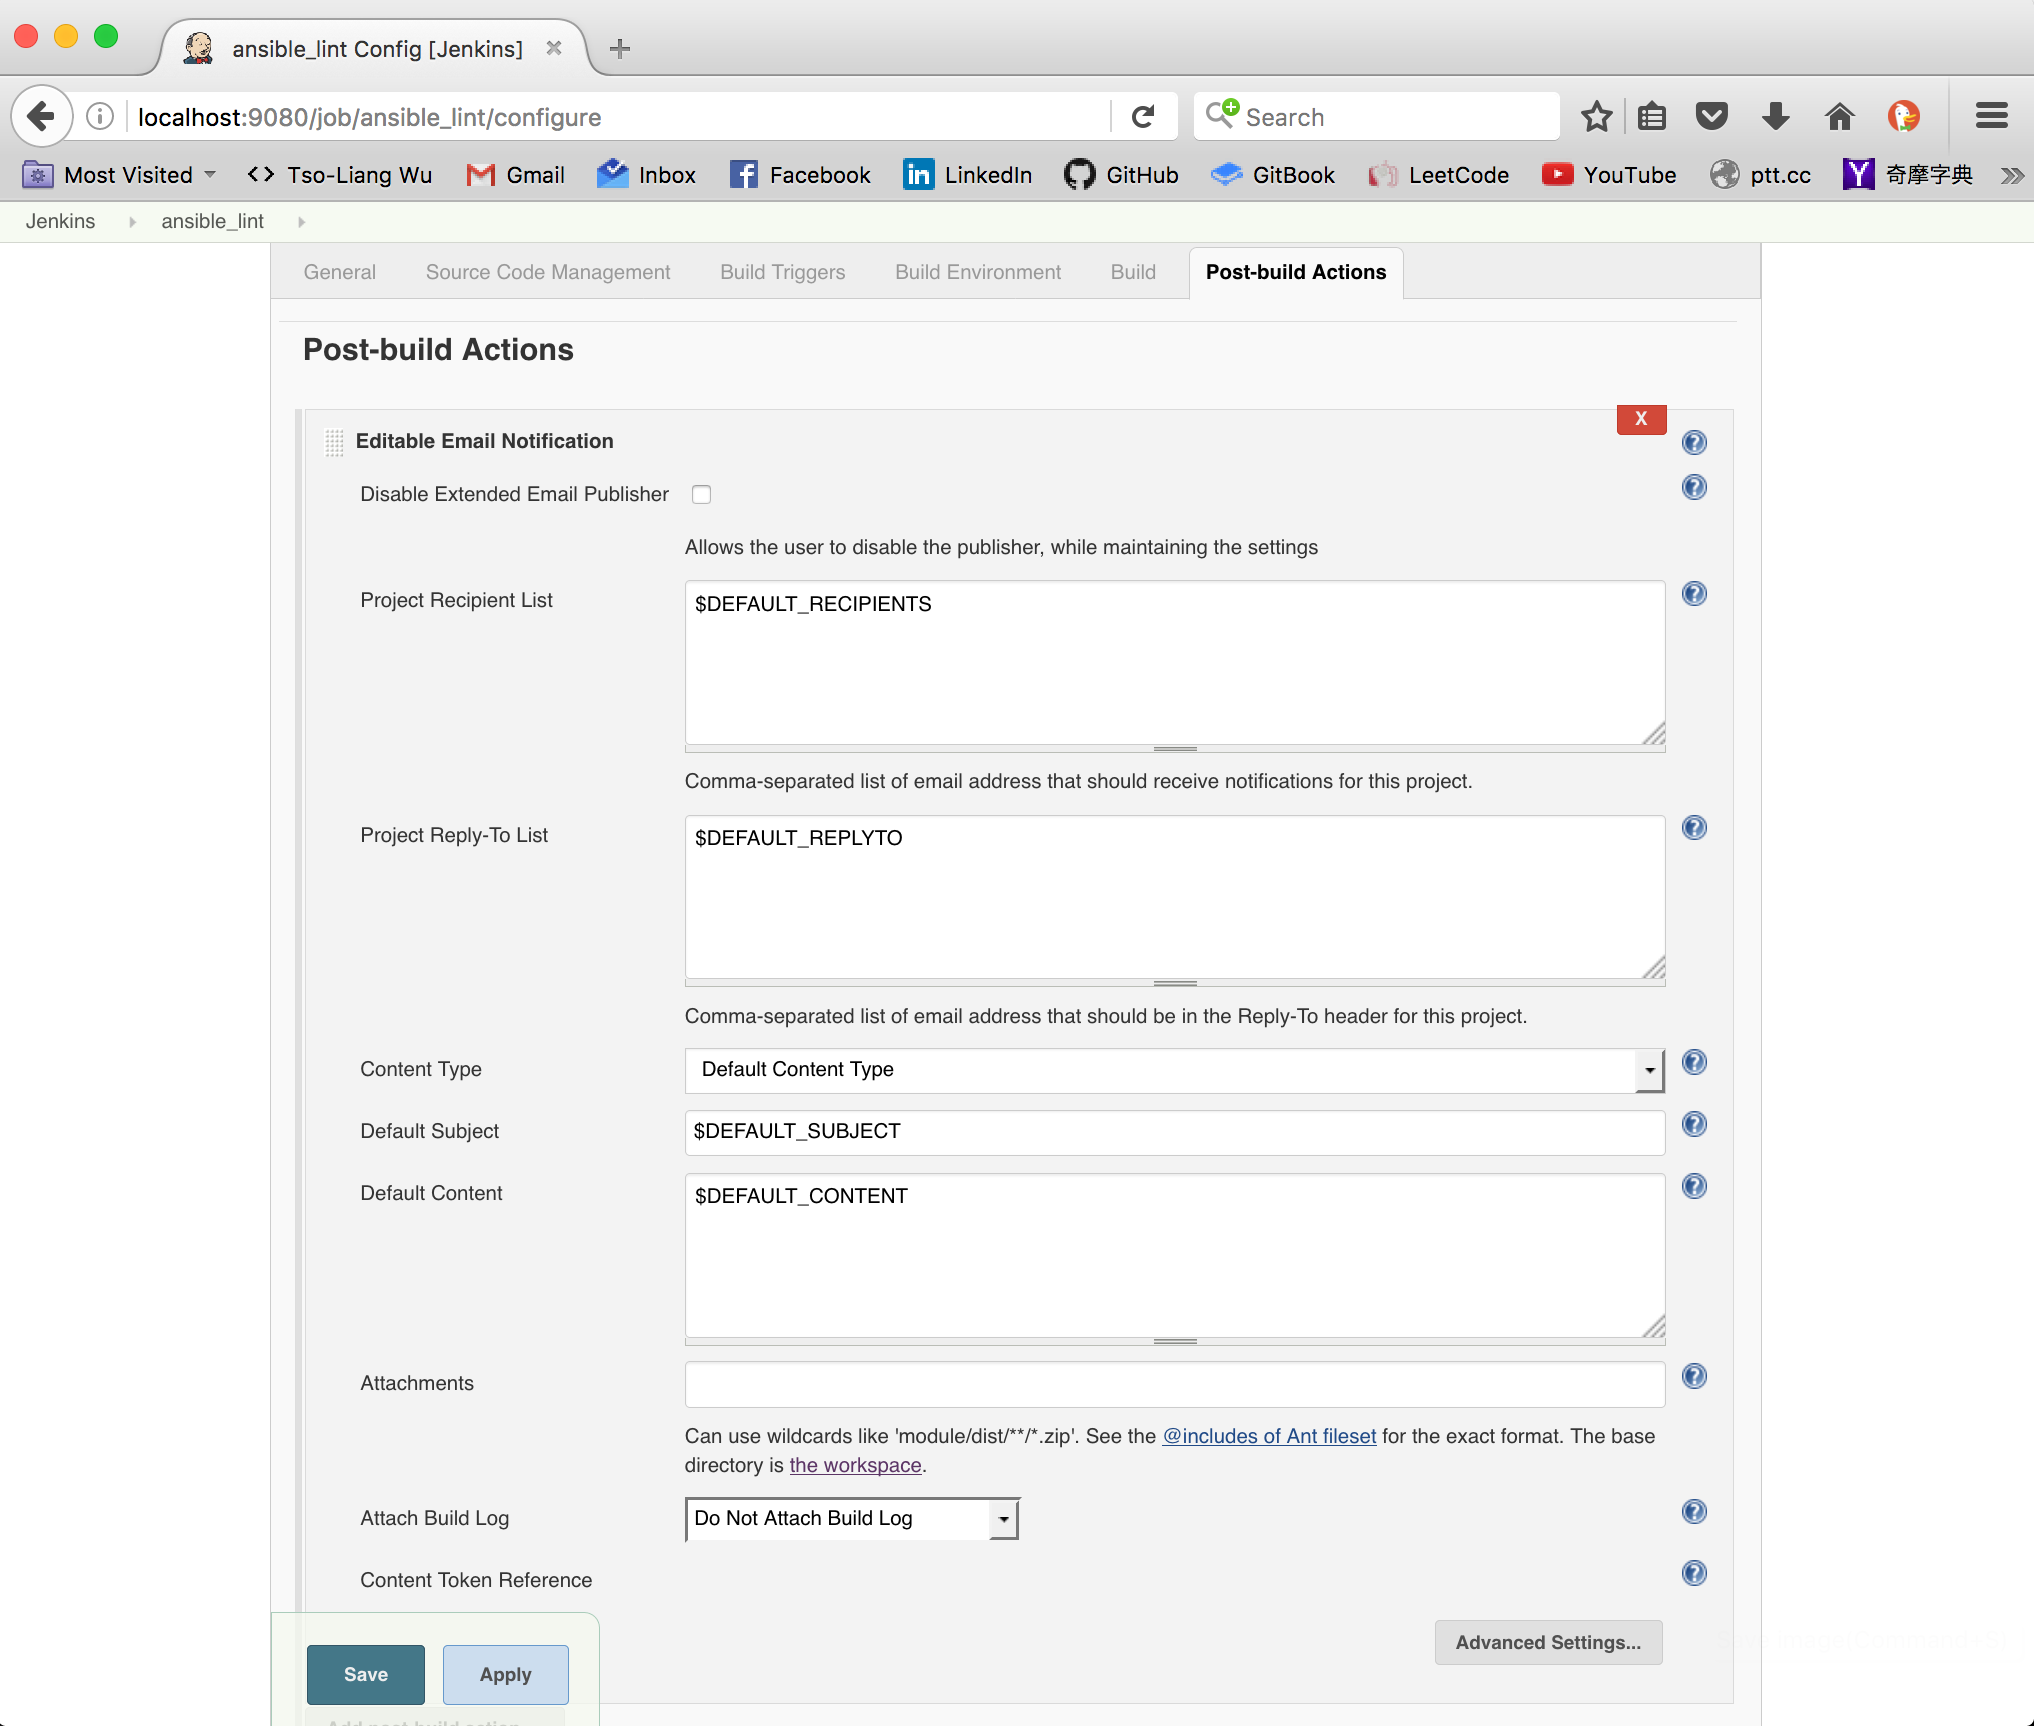 ansible_lint Config [Jenkins]
localhost:9080/job/ansible_lint/configure
Search
Most Visited
Tso-Liang Wu
Gmail
Inbox
Facebook
LinkedIn
GitHub
GitBook
LeetCode
YouTube
ptt.cc
奇摩字典
Jenkins
ansible_lint
General
Source Code Management
Build Triggers
Build Environment
Build
Post-build Actions
Post-build Actions
X
Editable Email Notification
Disable Extended Email Publisher
Allows the user to disable the publisher, while maintaining the settings
Project Recipient List
$DEFAULT_RECIPIENTS
Comma-separated list of email address that should receive notifications for this project.
Project Reply-To List
$DEFAULT_REPLYTO
Comma-separated list of email address that should be in the Reply-To header for this project.
Content Type
Default Content Type
Default Subject
$DEFAULT_SUBJECT
Default Content
$DEFAULT_CONTENT
Attachments
Can use wildcards like 'module/dist/**/*.zip'. See the @includes of Ant fileset for the exact format. The base
directory is the workspace.
Attach Build Log
Do Not Attach Build Log
Content Token Reference
Advanced Settings...
Save
Apply
Add post-build action